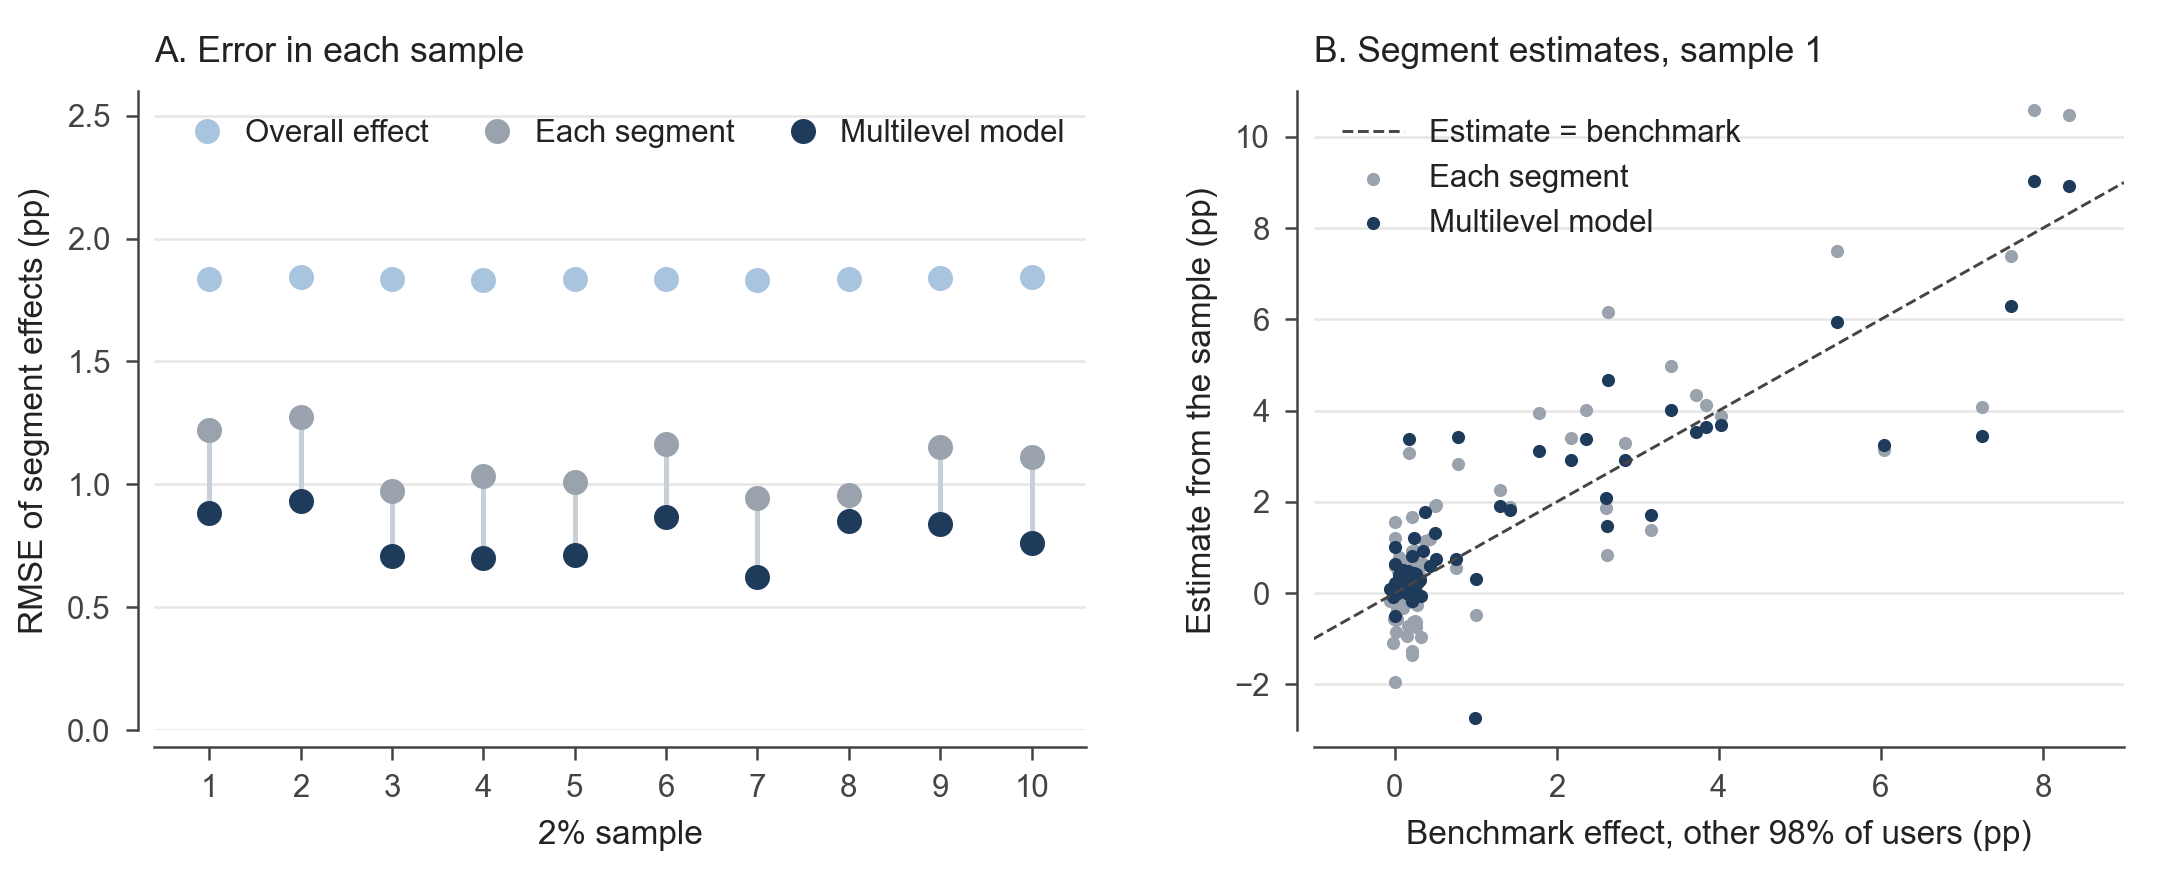 A. Error in each sample
2.5
2.0
1.5
1.0
0.5
0.0
RMSE of segment effects (pp)
Overall effect Each segment Multilevel model
1 2 3 4 5 6 7 8 9 10
2% sample
B. Segment estimates, sample 1
10
8
6
4
2
0
−2
Estimate from the sample (pp)
Estimate = benchmark
Each segment
Multilevel model
0 2 4 6 8
Benchmark effect, other 98% of users (pp)